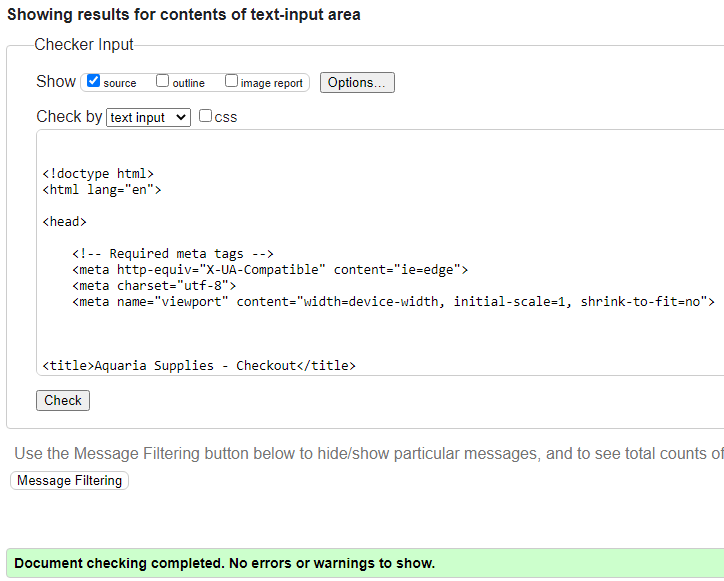 Showing results for contents of text-input area
Checker Input
Show source outline image report Options...
Check by text input css
<!doctype html>
<html lang="en">
<head>
<!-- Required meta tags -->
<meta http-equiv="X-UA-Compatible" content="ie=edge">
<meta charset="utf-8">
<meta name="viewport" content="width=device-width, initial-scale=1, shrink-to-fit=no">
<title>Aquaria Supplies - Checkout</title>
Check
Use the Message Filtering button below to hide/show particular messages, and to see total counts of
Message Filtering
Document checking completed. No errors or warnings to show.